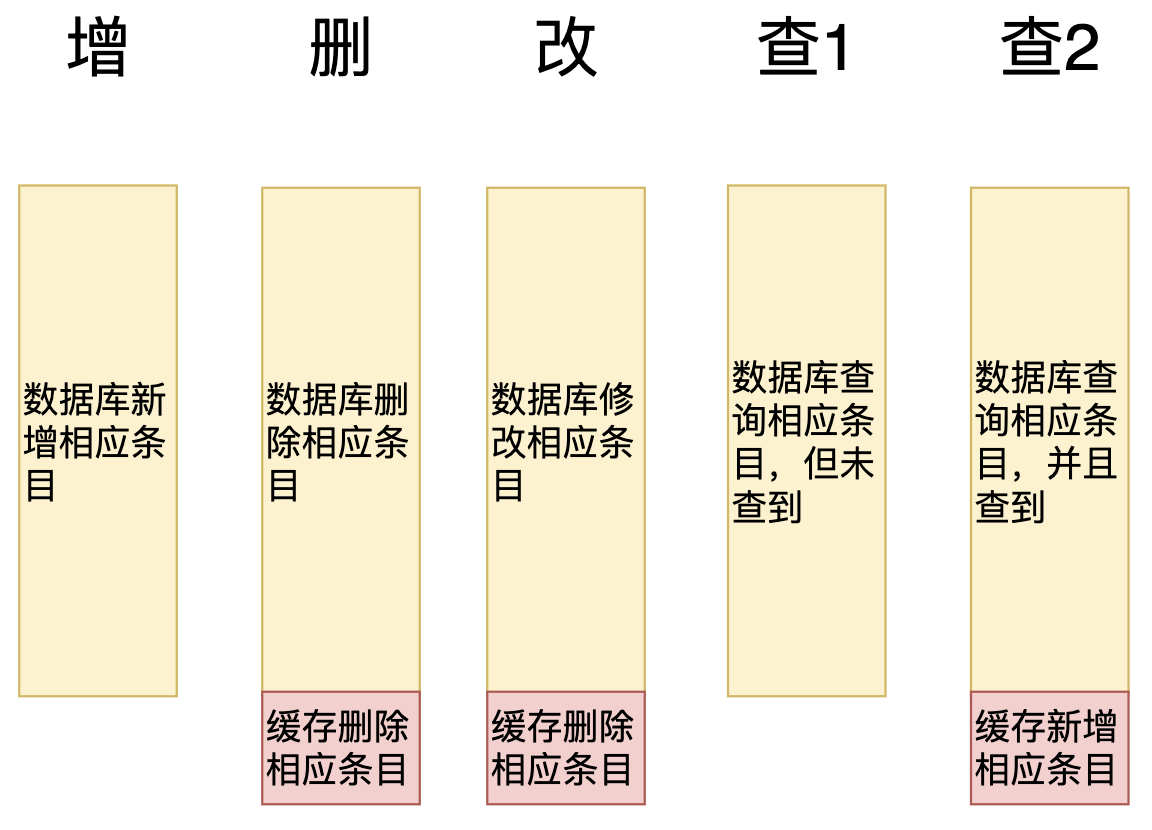 增
删
改
查1
查2
数据库新
增相应条
目
数据库删
除相应条
目
数据库修
改相应条
目
数据库查
询相应条
目，但未
查到
数据库查
询相应条
目，并且
查到
缓存删除
相应条目
缓存删除
相应条目
缓存新增
相应条目